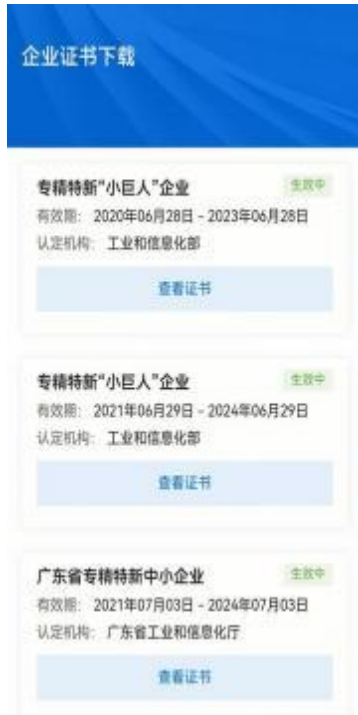 企业证书下载
专精特新“小巨人”企业 生效中
有效期: 2020年06月28日 - 2023年06月28日
认定机构: 工业和信息化部
查看证书
专精特新“小巨人”企业 生效中
有效期: 2021年06月29日 - 2024年06月29日
认定机构: 工业和信息化部
查看证书
广东省专精特新中小企业 生效中
有效期: 2021年07月03日 - 2024年07月03日
认定机构: 广东省工业和信息化厅
查看证书